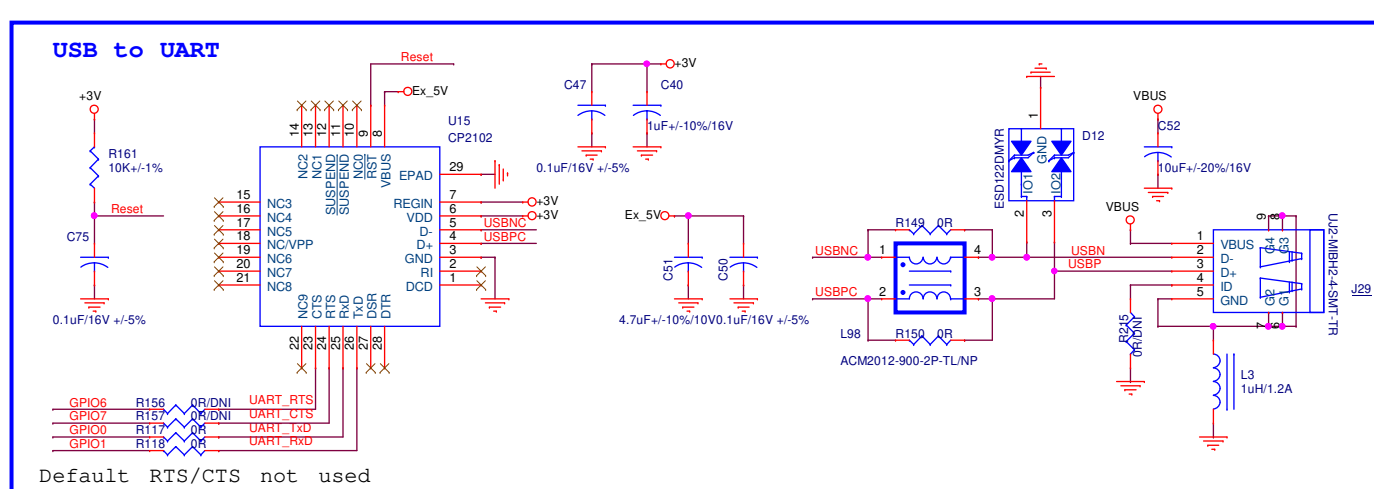 USB to UART
+3V
R161
10K+/-1%
Reset
C75
0.1uF/16V +/-5%
Reset
Ex_5V
U15
CP2102
14
13
12
11
10
9
8
NC2
NC1
SUSPEND
SUSPEND
NC0
RST
VBUS
15
16
17
18
19
20
21
NC3
NC4
NC5
NC/VPP
NC6
NC7
NC8
EPAD
REGIN
VDD
D-
D+
GND
RI
DCD
29
7
6
5
4
3
2
1
+3V
+3V
USBNC
USBPC
NC9
CTS
RTS
RxD
TxD
DSR
DTR
22
23
24
25
26
27
28
GPIO6 R156 0R/DNI UART_RTS
GPIO7 R157 0R/DNI UART_CTS
GPIO0 R117 0R UART_TxD
GPIO1 R118 0R UART_RxD
Default RTS/CTS not used
C47
C40
+3V
1uF+/-10%/16V
0.1uF/16V +/-5%
Ex_5V
C51
C50
4.7uF+/-10%/10V
0.1uF/16V +/-5%
ESD122DMYR
D12
1
GND
IO1
IO2
2
3
R149 0R
USBNC
1
4
USBN
USBP
USBPC
2
3
L98
R150 0R
ACM2012-900-2P-TL/NP
VBUS
C52
10uF+/-20%/16V
VBUS
1
2
3
4
5
VBUS
D-
D+
ID
GND
9
8
G4
G3
G2
G1
7
6
UJ2-MIBH2-4-SMT-TR
J29
R215
0R/DNI
L3
1uH/1.2A